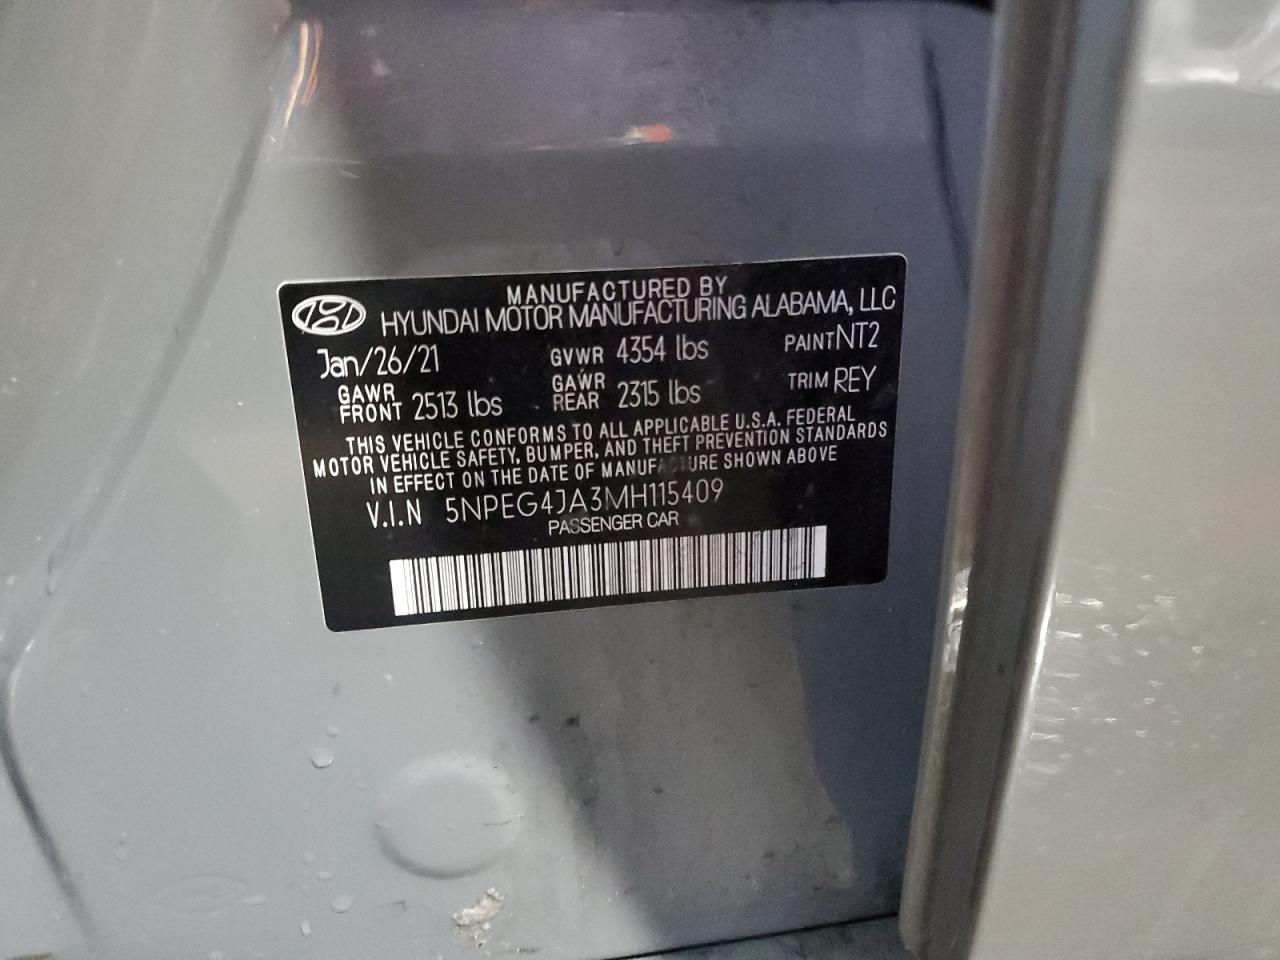 MANUFACTURED BY
HYUNDAI MOTOR MANUFACTURING ALABAMA, LLC
Jan/26/21 GVWR 4354 lbs PAINT NT2
GAWR FRONT 2513 lbs GAWR REAR 2315 lbs TRIM REY
THIS VEHICLE CONFORMS TO ALL APPLICABLE U.S.A. FEDERAL
MOTOR VEHICLE SAFETY, BUMPER, AND THEFT PREVENTION STANDARDS
IN EFFECT ON THE DATE OF MANUFACTURE SHOWN ABOVE
V.I.N 5NPEG4JA3MH115409
PASSENGER CAR